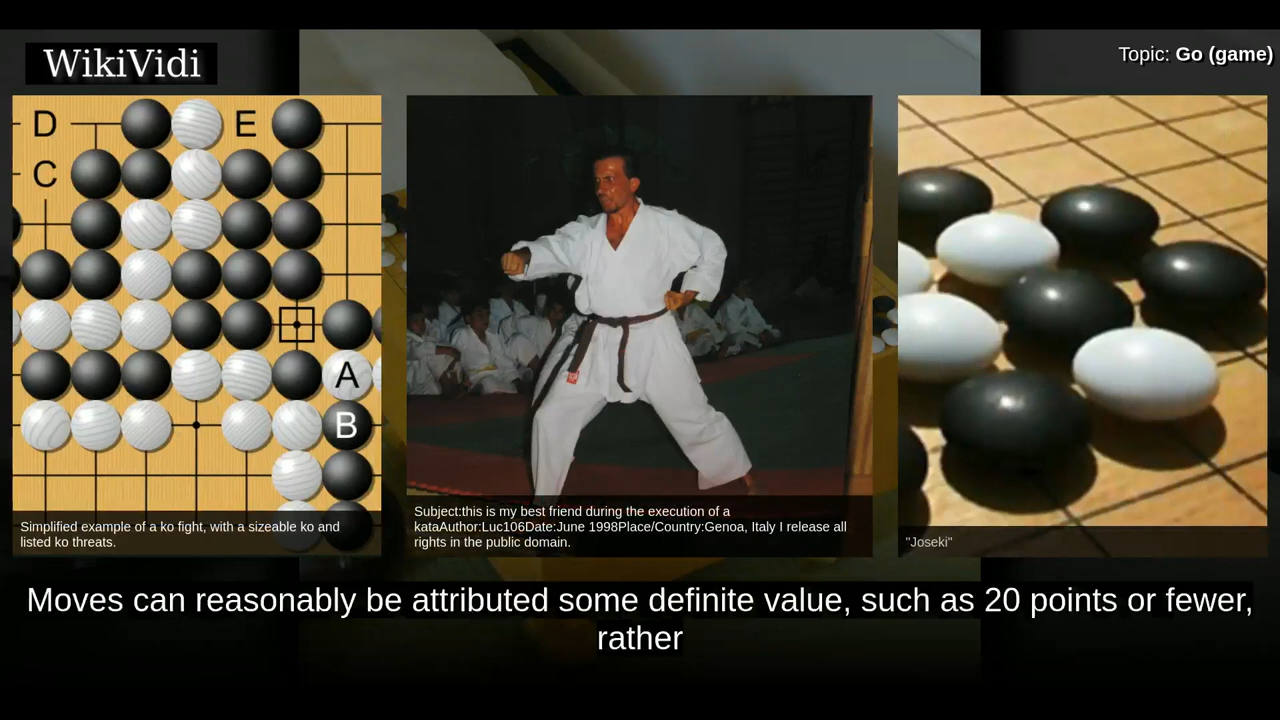 WikiVidi
Topic: Go (game)
D
E
C
A
B
Simplified example of a ko fight, with a sizeable ko and
listed ko threats.
Subject:this is my best friend during the execution of a
kataAuthor:Luc106Date:June 1998Place/Country:Genoa, Italy I release all
rights in the public domain.
"Joseki"
Moves can reasonably be attributed some definite value, such as 20 points or fewer,
rather